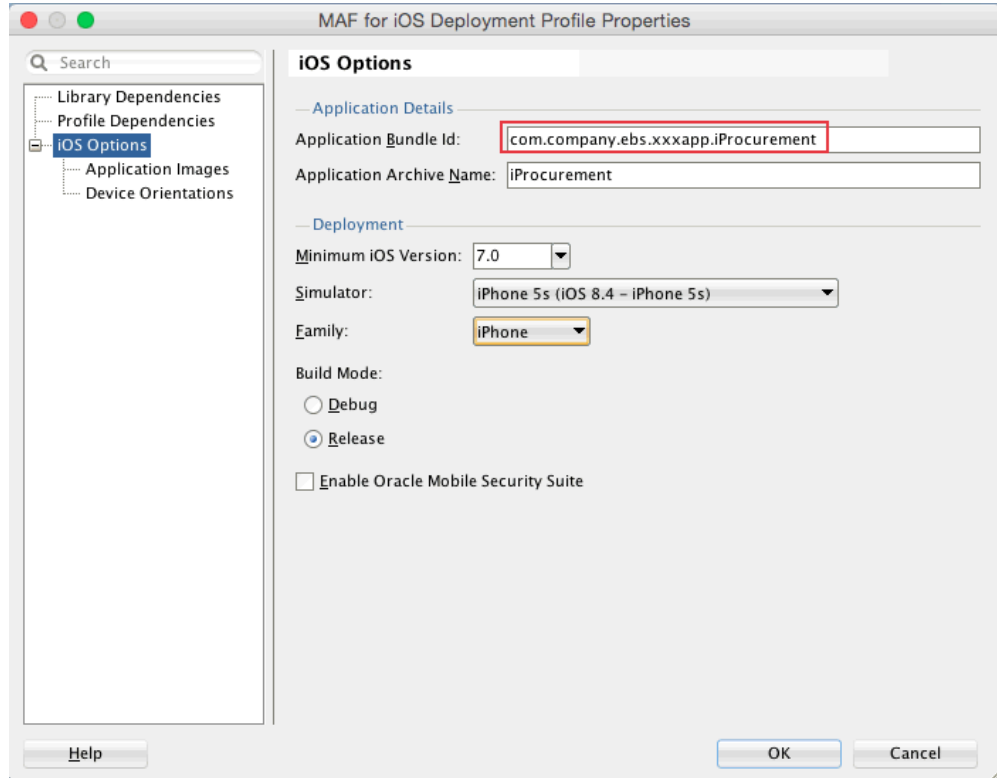 MAF for iOS Deployment Profile Properties
Search
Library Dependencies
Profile Dependencies
iOS Options
Application Images
Device Orientations
iOS Options
Application Details
Application Bundle Id: com.company.ebs.xxxapp.iProcurement
Application Archive Name: iProcurement
Deployment
Minimum iOS Version: 7.0
Simulator: iPhone 5s (iOS 8.4 – iPhone 5s)
Family: iPhone
Build Mode:
Debug
Release
Enable Oracle Mobile Security Suite
Help
OK
Cancel